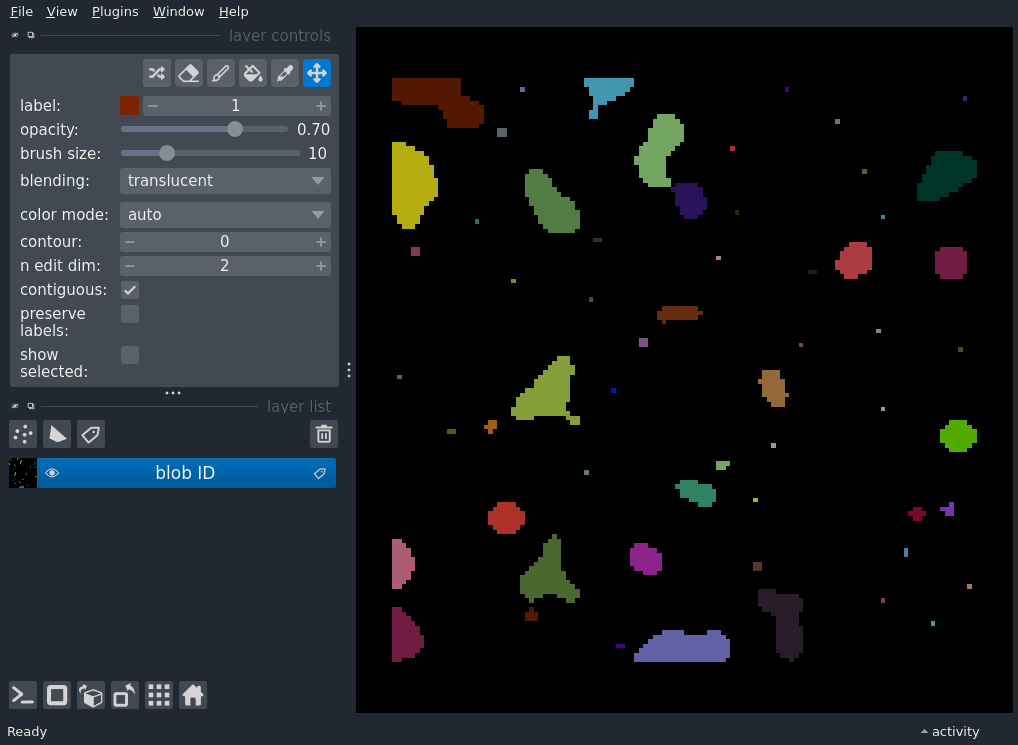 File View Plugins Window Help
layer controls
label: 1
opacity: 0.70
brush size: 10
blending: translucent
color mode: auto
contour: 0
n edit dim: 2
contiguous:
preserve
labels:
show
selected:
layer list
blob ID
Ready
activity